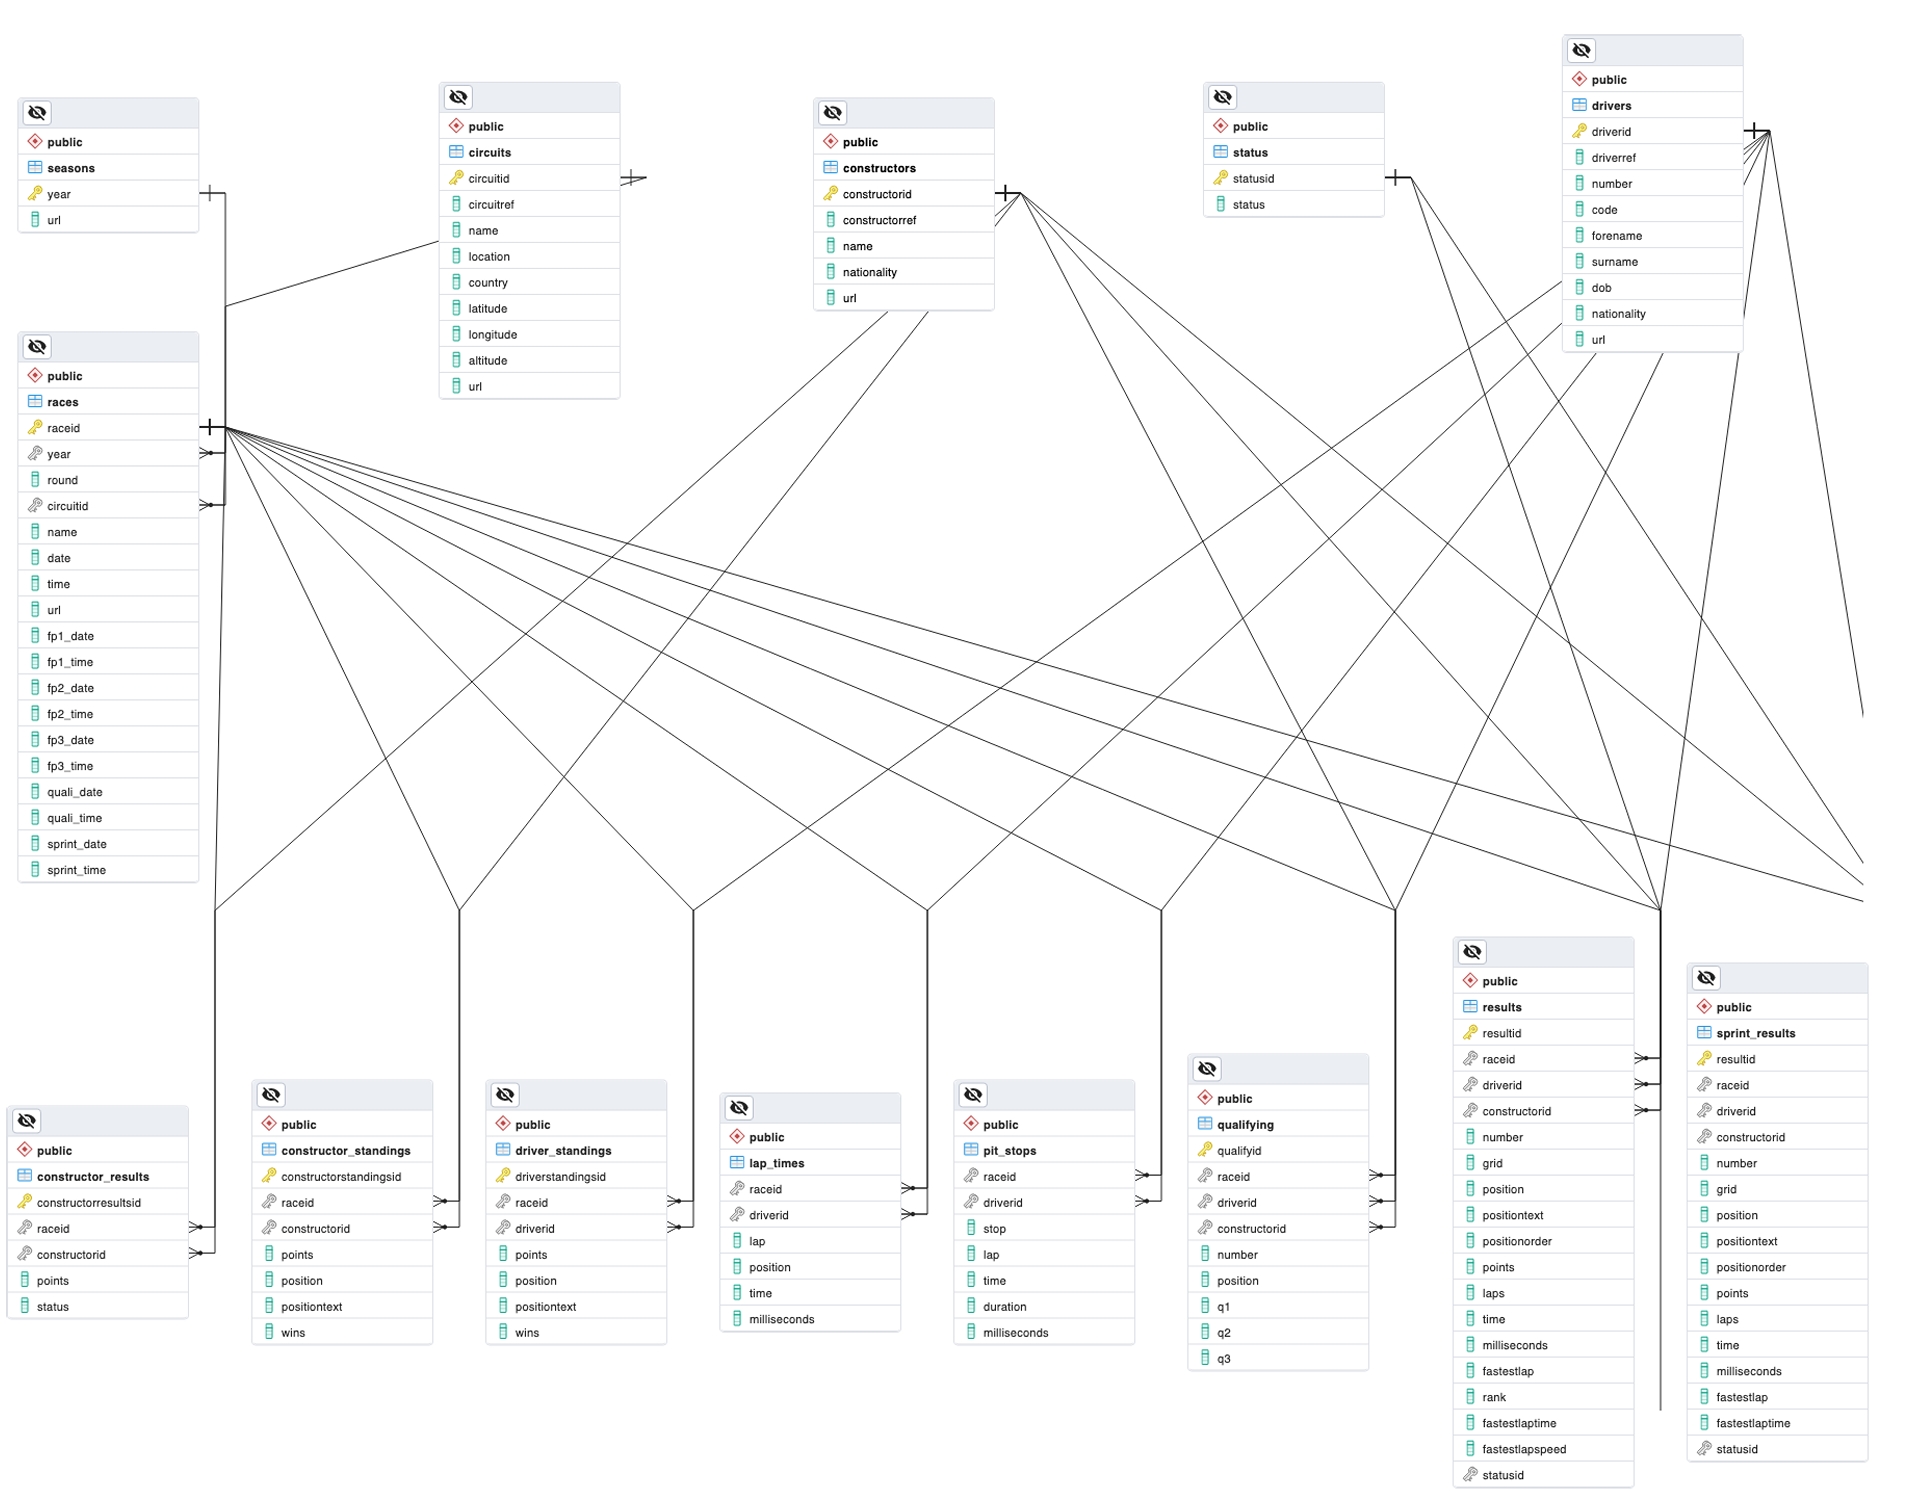 public
seasons
year
url
public
circuits
circuitid
circuitref
name
location
country
latitude
longitude
altitude
url
public
constructors
constructorid
constructorref
name
nationality
url
public
status
statusid
status
public
drivers
driverid
driverref
number
code
forename
surname
dob
nationality
url
public
races
raceid
year
round
circuitid
name
date
time
url
fp1_date
fp1_time
fp2_date
fp2_time
fp3_date
fp3_time
quali_date
quali_time
sprint_date
sprint_time
public
constructor_results
constructorresultsid
raceid
constructorid
points
status
public
constructor_standings
constructorstandingsid
raceid
constructorid
points
position
positiontext
wins
public
driver_standings
driverstandingsid
raceid
driverid
points
position
positiontext
wins
public
lap_times
raceid
driverid
lap
position
time
milliseconds
public
pit_stops
raceid
driverid
stop
lap
time
duration
milliseconds
public
qualifying
qualifyid
raceid
driverid
constructorid
number
position
q1
q2
q3
public
results
resultid
raceid
driverid
constructorid
number
grid
position
positiontext
positionorder
points
laps
time
milliseconds
fastestlap
rank
fastestlaptime
fastestlapspeed
statusid
public
sprint_results
resultid
raceid
driverid
constructorid
number
grid
position
positiontext
positionorder
points
laps
time
milliseconds
fastestlap
fastestlaptime
statusid